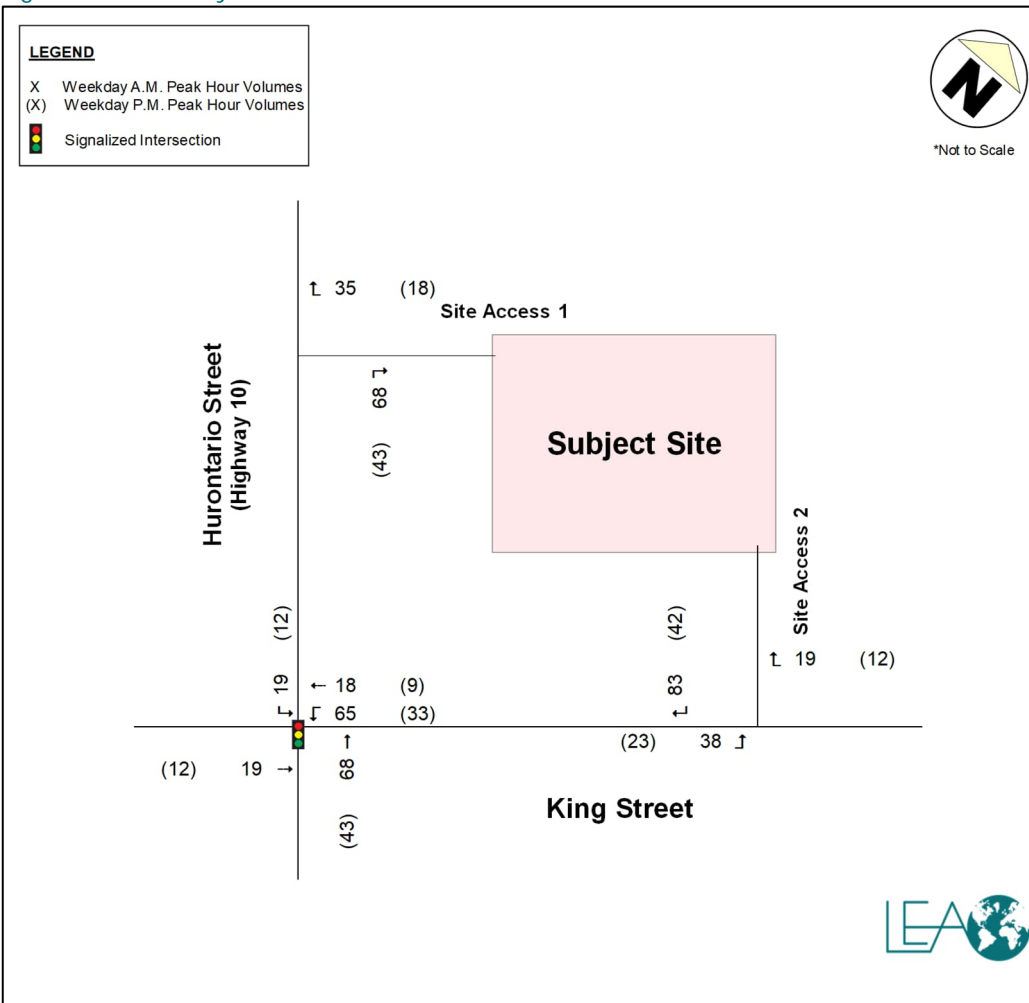 LEGEND
X Weekday A.M. Peak Hour Volumes
(X) Weekday P.M. Peak Hour Volumes
Signalized Intersection
N
*Not to Scale
35 (18)
Site Access 1
68
(43)
Hurontario Street
(Highway 10)
Subject Site
Site Access 2
(12)
19
18 (9)
65 (33)
(42)
83
19 (12)
(23) 38
(12) 19
68
(43)
King Street
LEA